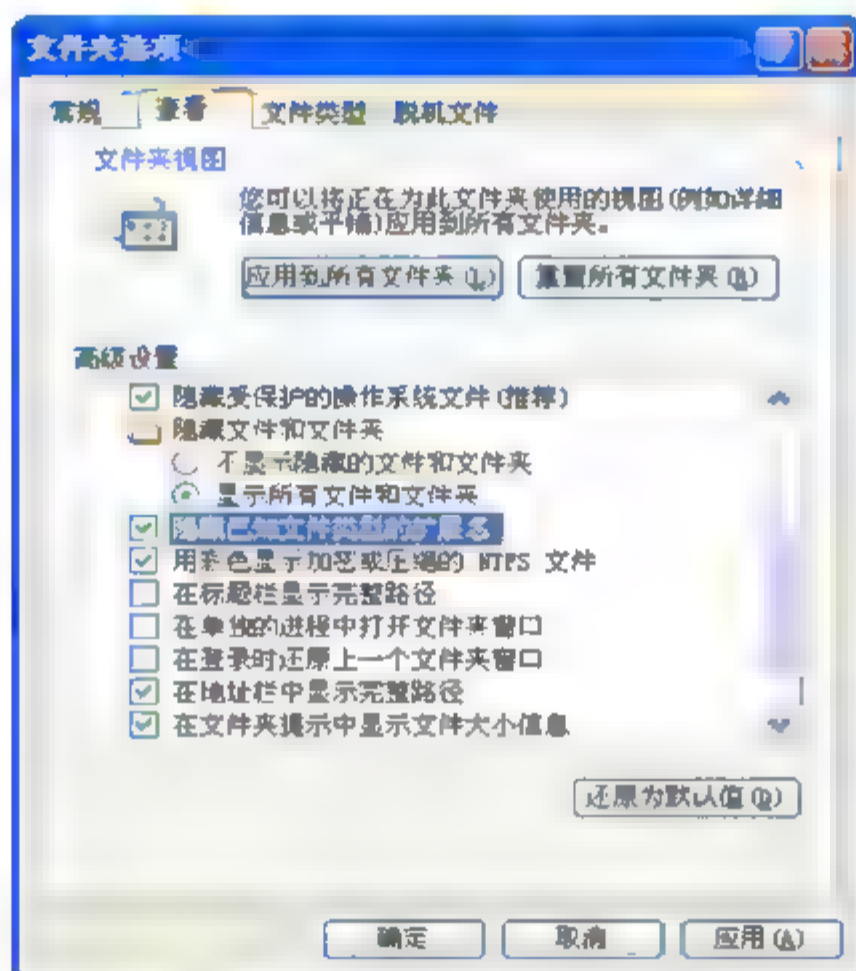 文件夹选项
常规 查看 文件类型 脱机文件
文件夹视图
您可以将正在为此文件夹使用的视图(例如详细
信息或平铺)应用到所有文件夹。
应用到所有文件夹(L) 重置所有文件夹(R)
高级设置
隐藏受保护的操作系统文件(推荐)
隐藏文件和文件夹
不显示隐藏的文件和文件夹
显示所有文件和文件夹
隐藏已知文件类型的扩展名
用彩色显示加密或压缩的 NTFS 文件
在标题栏显示完整路径
在单独的进程中打开文件夹窗口
在登录时还原上一个文件夹窗口
在地址栏中显示完整路径
在文件夹提示中显示文件大小信息
还原为默认值(D)
确定 取消 应用(A)